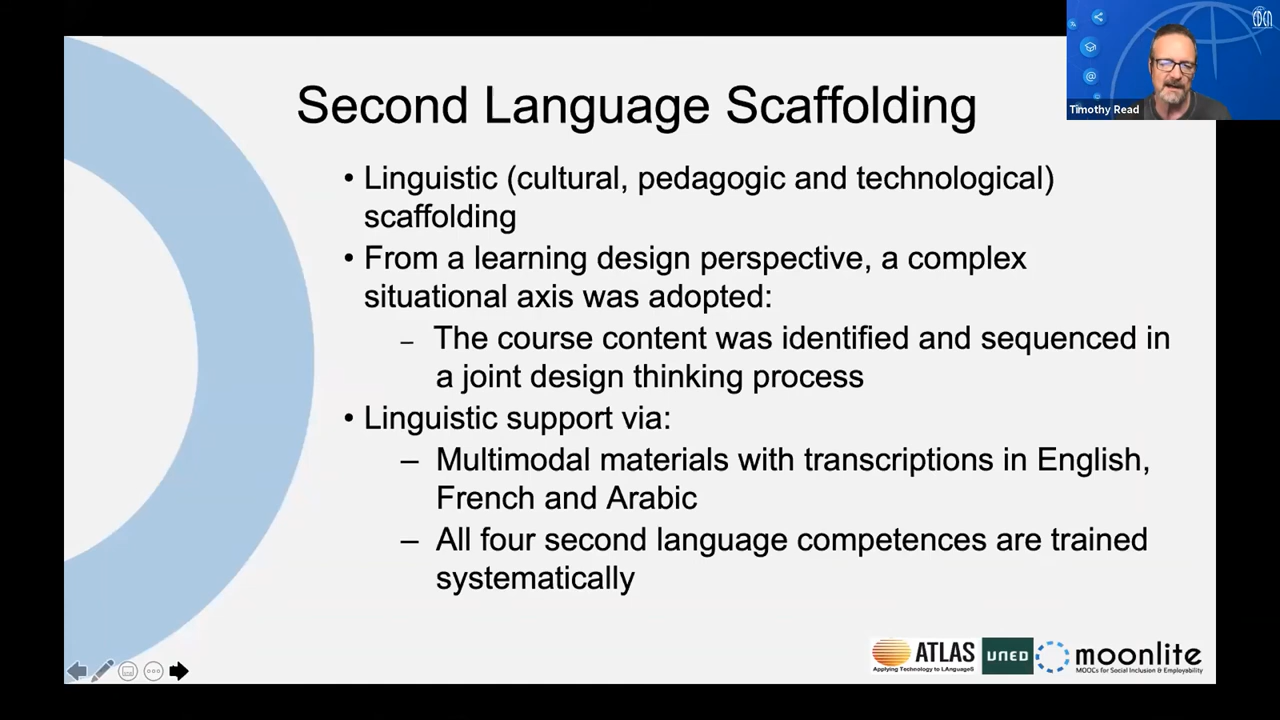 EDEN
Timothy Read
Second Language Scaffolding
• Linguistic (cultural, pedagogic and technological)
scaffolding
• From a learning design perspective, a complex
situational axis was adopted:
– The course content was identified and sequenced in
a joint design thinking process
• Linguistic support via:
– Multimodal materials with transcriptions in English,
French and Arabic
– All four second language competences are trained
systematically
ATLAS
Applying Technology to LAnguageS
UNED
moonlite
MOOCs for Social Inclusion & Employability